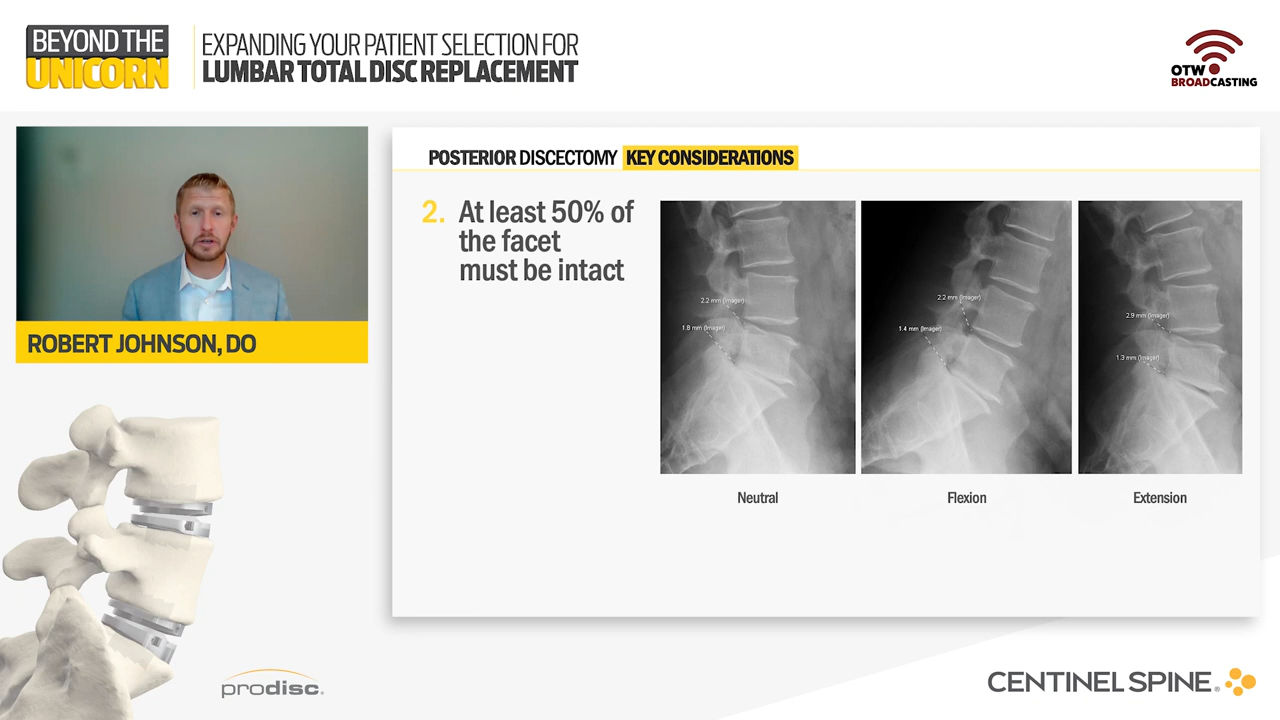 BEYOND THE
UNICORN
EXPANDING YOUR PATIENT SELECTION FOR
LUMBAR TOTAL DISC REPLACEMENT
OTW
BROADCASTING
ROBERT JOHNSON, DO
POSTERIOR DISCECTOMY KEY CONSIDERATIONS
2. At least 50% of
the facet
must be intact
2.2 mm (Imager)
1.8 mm (Imager)
2.2 mm (Imager)
1.4 mm (Imager)
2.9 mm (Imager)
1.3 mm (Imager)
Neutral
Flexion
Extension
prodisc®
CENTINEL SPINE®